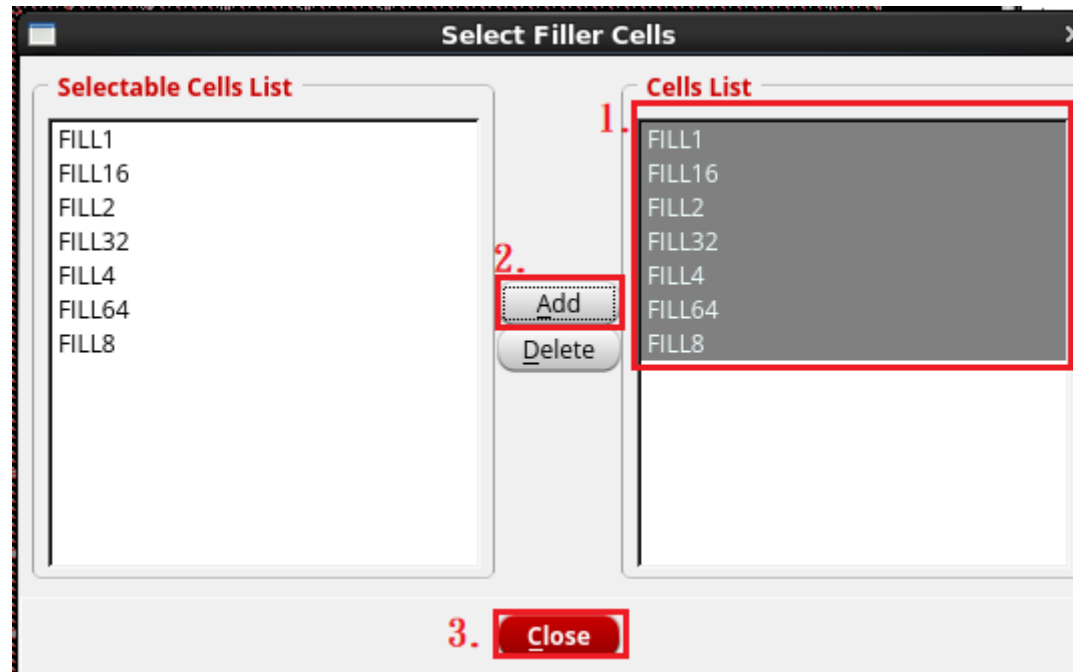 Select Filler Cells
Selectable Cells List
FILL1
FILL16
FILL2
FILL32
FILL4
FILL64
FILL8
2.
Add
Delete
Cells List
1.
FILL1
FILL16
FILL2
FILL32
FILL4
FILL64
FILL8
3.
Close